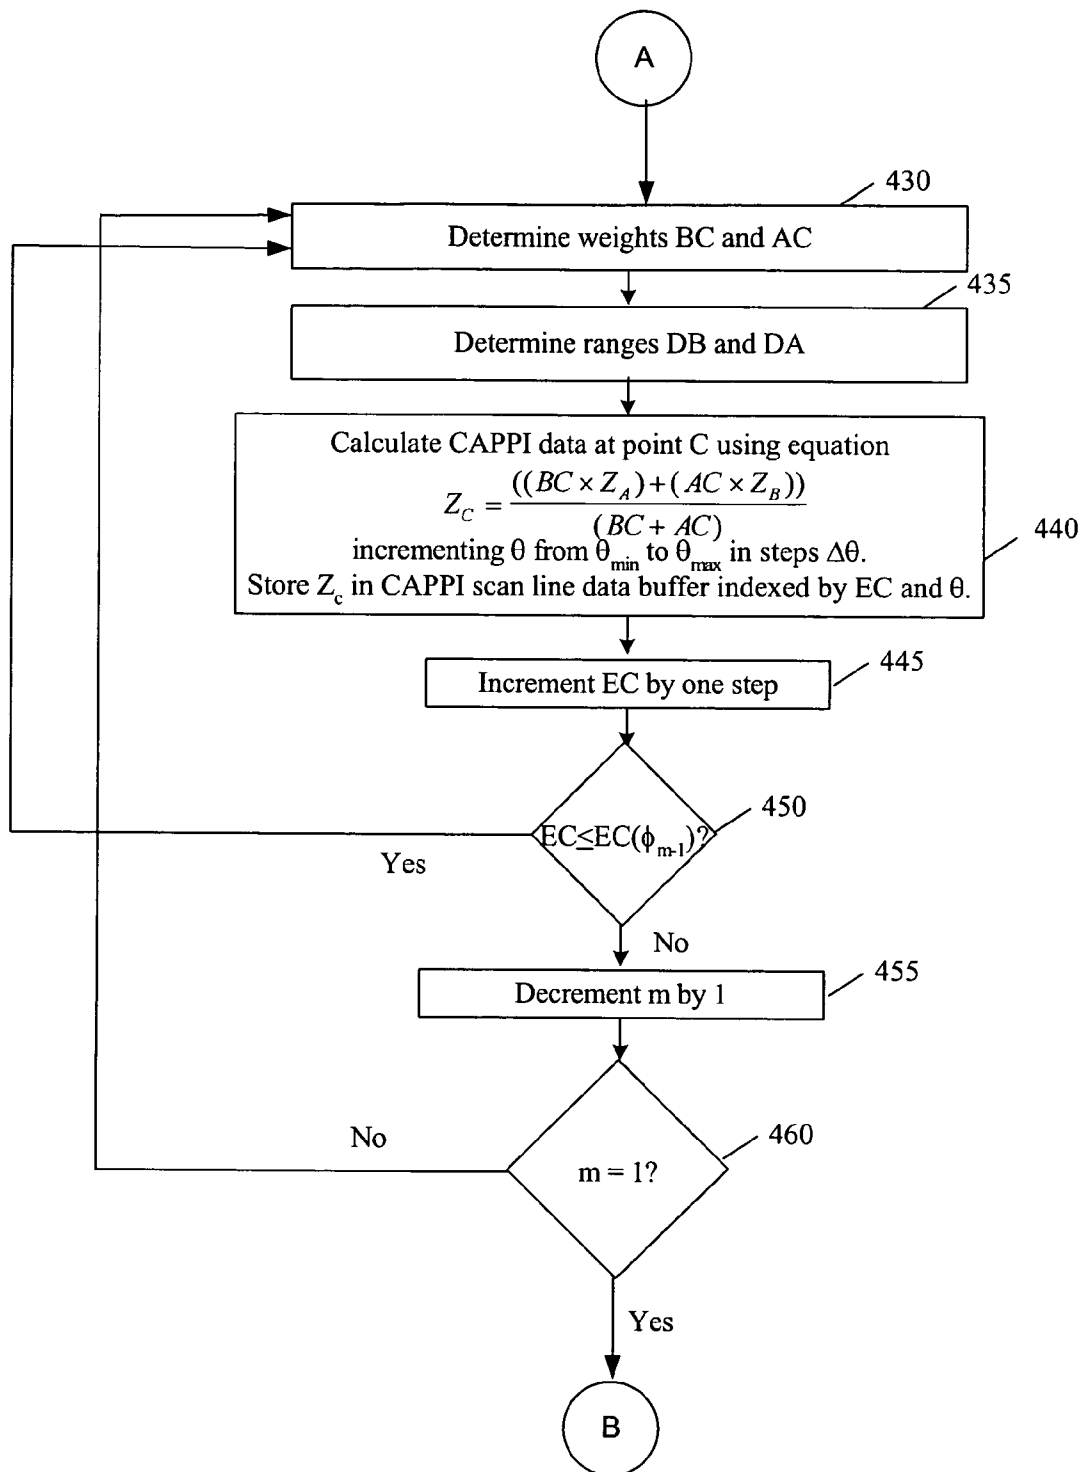 A
430
Determine weights BC and AC
435
Determine ranges DB and DA
Calculate CAPPI data at point C using equation
Z_C = ((BC × Z_A) + (AC × Z_B)) / (BC + AC)
incrementing θ from θ_min to θ_max in steps Δθ.
Store Z_c in CAPPI scan line data buffer indexed by EC and θ.
440
445
Increment EC by one step
450
EC≤EC(ϕ_m-1)?
Yes
No
455
Decrement m by 1
460
No
m = 1?
Yes
B